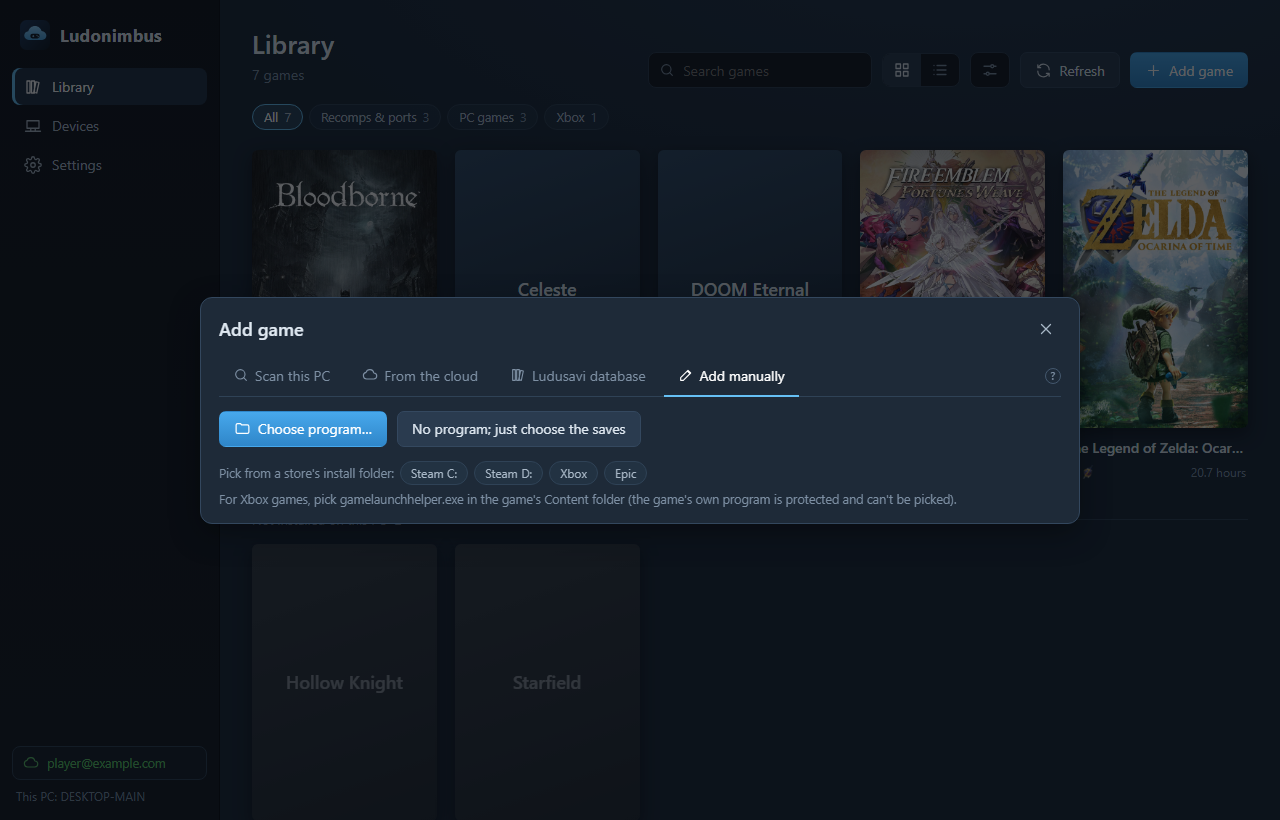 Ludonimbus
Library
Devices
Settings
player@example.com
This PC: DESKTOP-MAIN
Library
7 games
Search games
Refresh
Add game
All 7
Recomps & ports 3
PC games 3
Xbox 1
Bloodborne
Celeste
DOOM Eternal
FIRE EMBLEM
FORTUNE'S WEAVE
THE LEGEND OF
ZELDA
OCARINA OF TIME
e Legend of Zelda: Ocar...
20.7 hours
Add game
Scan this PC
From the cloud
Ludusavi database
Add manually
?
Choose program...
No program; just choose the saves
Pick from a store's install folder:
Steam C:
Steam D:
Xbox
Epic
For Xbox games, pick gamelaunchhelper.exe in the game's Content folder (the game's own program is protected and can't be picked).
Hollow Knight
Starfield